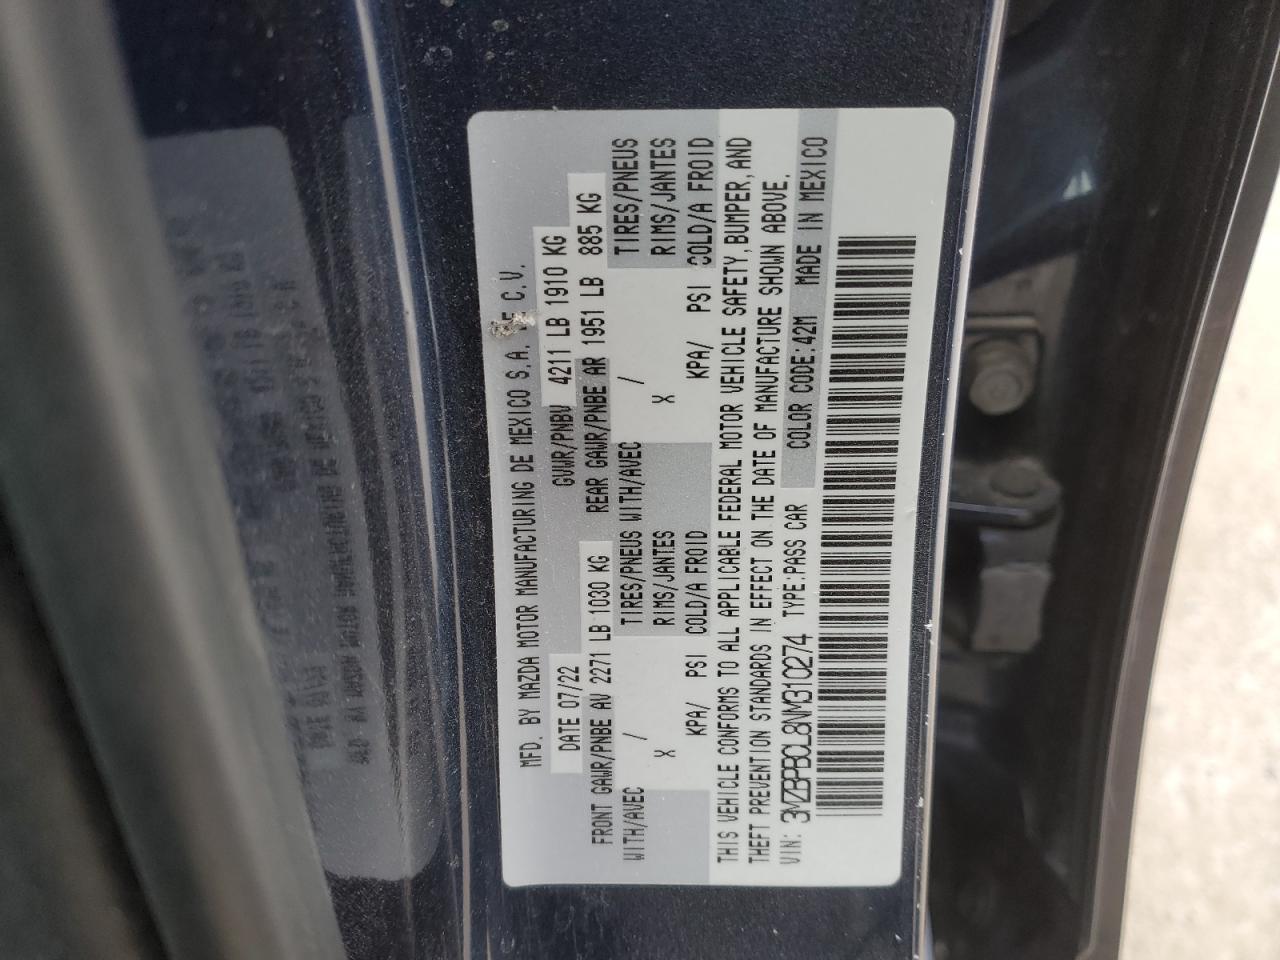 MFD. BY MAZDA MOTOR MANUFACTURING DE MEXICO S.A. DE C.V.
DATE 07/22 GVWR/PNBV 4211 LB 1910 KG
FRONT GAWR/PNBE AV 2271 LB 1030 KG REAR GAWR/PNBE AR 1951 LB 885 KG
WITH/AVEC / TIRES/PNEUS WITH/AVEC / TIRES/PNEUS
X RIMS/JANTES X RIMS/JANTES
KPA/ PSI COLD/A FROID KPA/ PSI COLD/A FROID
THIS VEHICLE CONFORMS TO ALL APPLICABLE FEDERAL MOTOR VEHICLE SAFETY, BUMPER, AND
THEFT PREVENTION STANDARDS IN EFFECT ON THE DATE OF MANUFACTURE SHOWN ABOVE.
VIN: 3MZBPBCL8NM310274 TYPE:PASS CAR COLOR CODE:42M MADE IN MEXICO